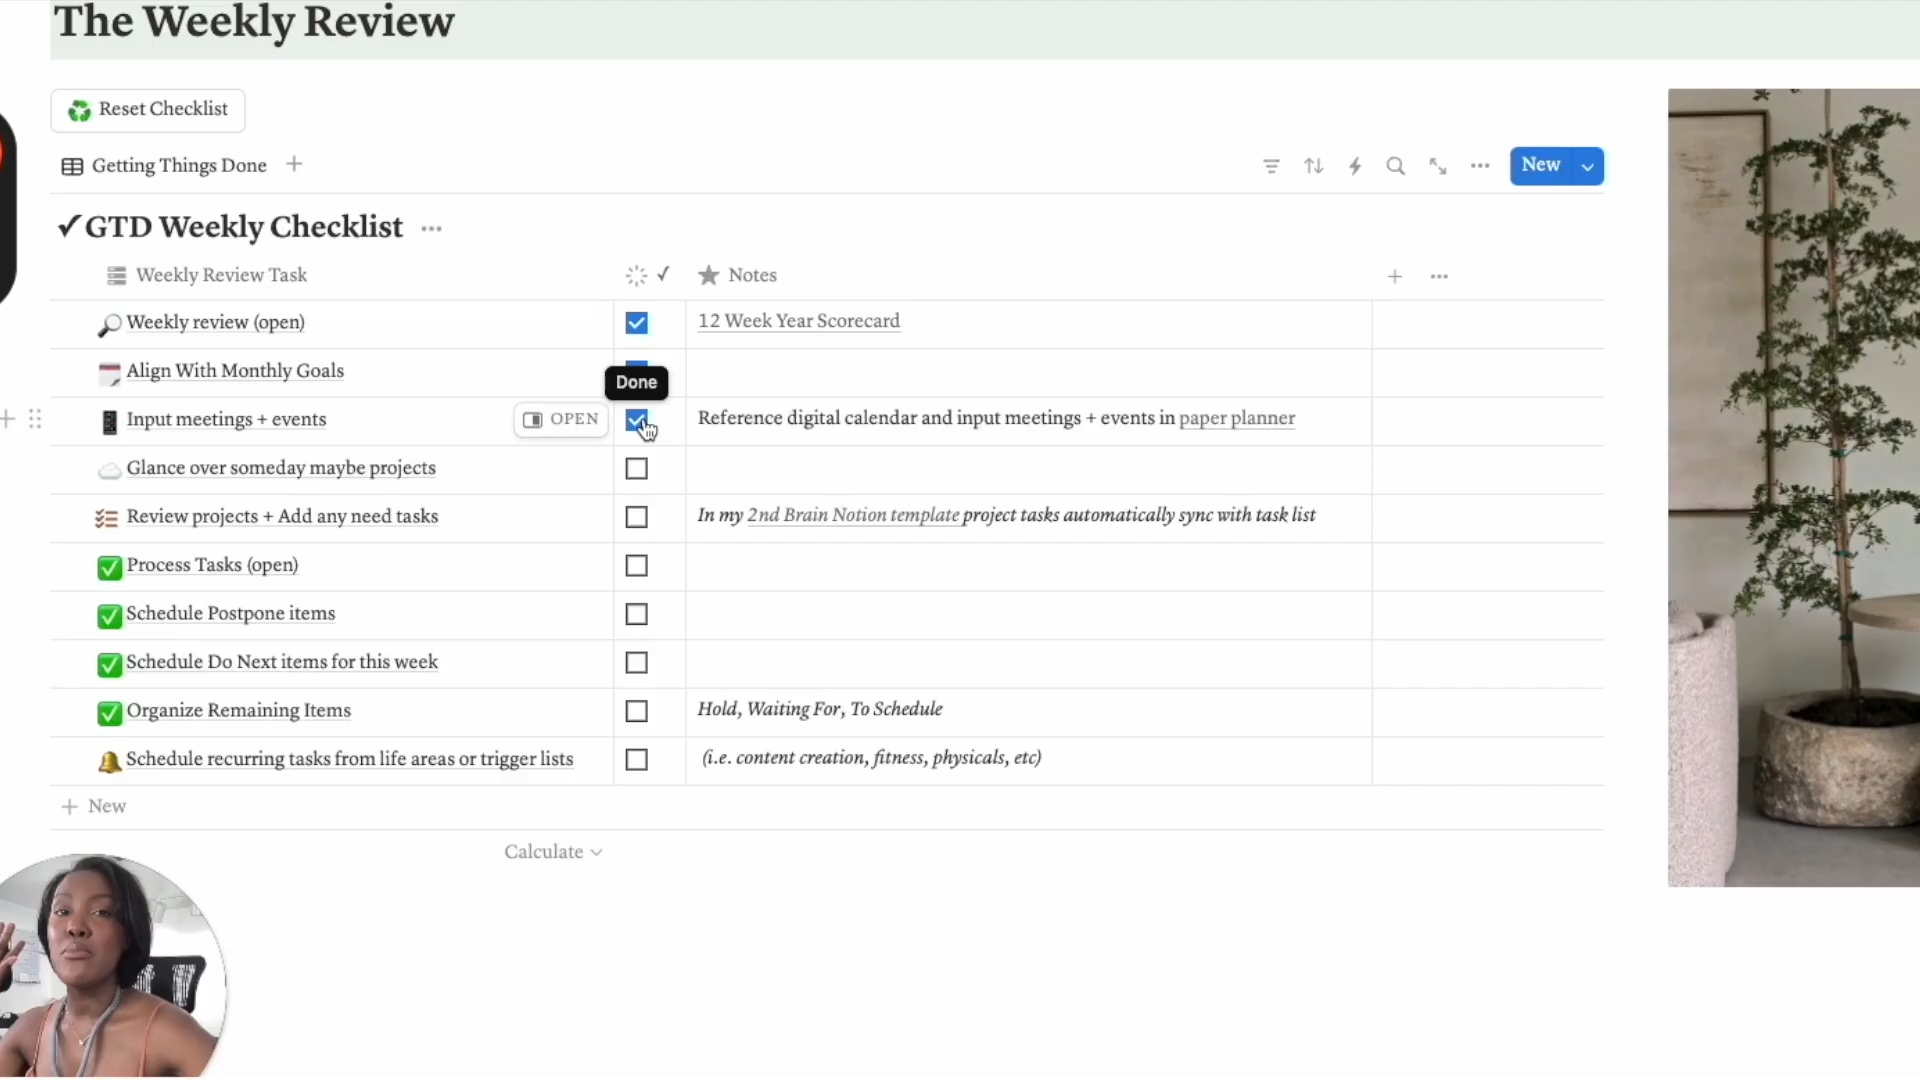 The Weekly Review
Reset Checklist
Getting Things Done
New
✓GTD Weekly Checklist
Weekly Review Task ✓ Notes
Weekly review (open) 12 Week Year Scorecard
Align With Monthly Goals
Done
Input meetings + events OPEN Reference digital calendar and input meetings + events in paper planner
Glance over someday maybe projects
Review projects + Add any need tasks In my 2nd Brain Notion template project tasks automatically sync with task list
Process Tasks (open)
Schedule Postpone items
Schedule Do Next items for this week
Organize Remaining Items Hold, Waiting For, To Schedule
Schedule recurring tasks from life areas or trigger lists (i.e. content creation, fitness, physicals, etc)
+ New
Calculate